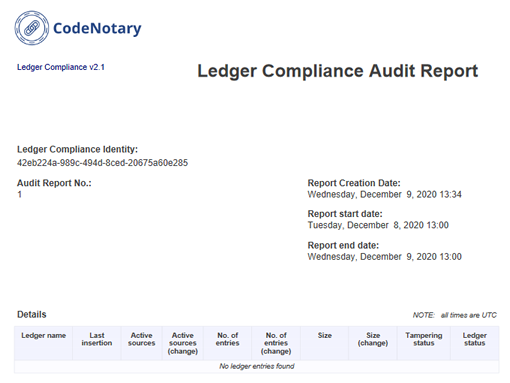 CodeNotary
Ledger Compliance v2.1
Ledger Compliance Audit Report
Ledger Compliance Identity:
42eb224a-989c-494d-8ced-20675a60e285
Audit Report No.:
1
Report Creation Date:
Wednesday, December 9, 2020 13:34
Report start date:
Tuesday, December 8, 2020 13:00
Report end date:
Wednesday, December 9, 2020 13:00
Details
NOTE: all times are UTC
Ledger name
Last
insertion
Active
sources
Active
sources
(change)
No. of
entries
No. of
entries
(change)
Size
Size
(change)
Tampering
status
Ledger
status
No ledger entries found